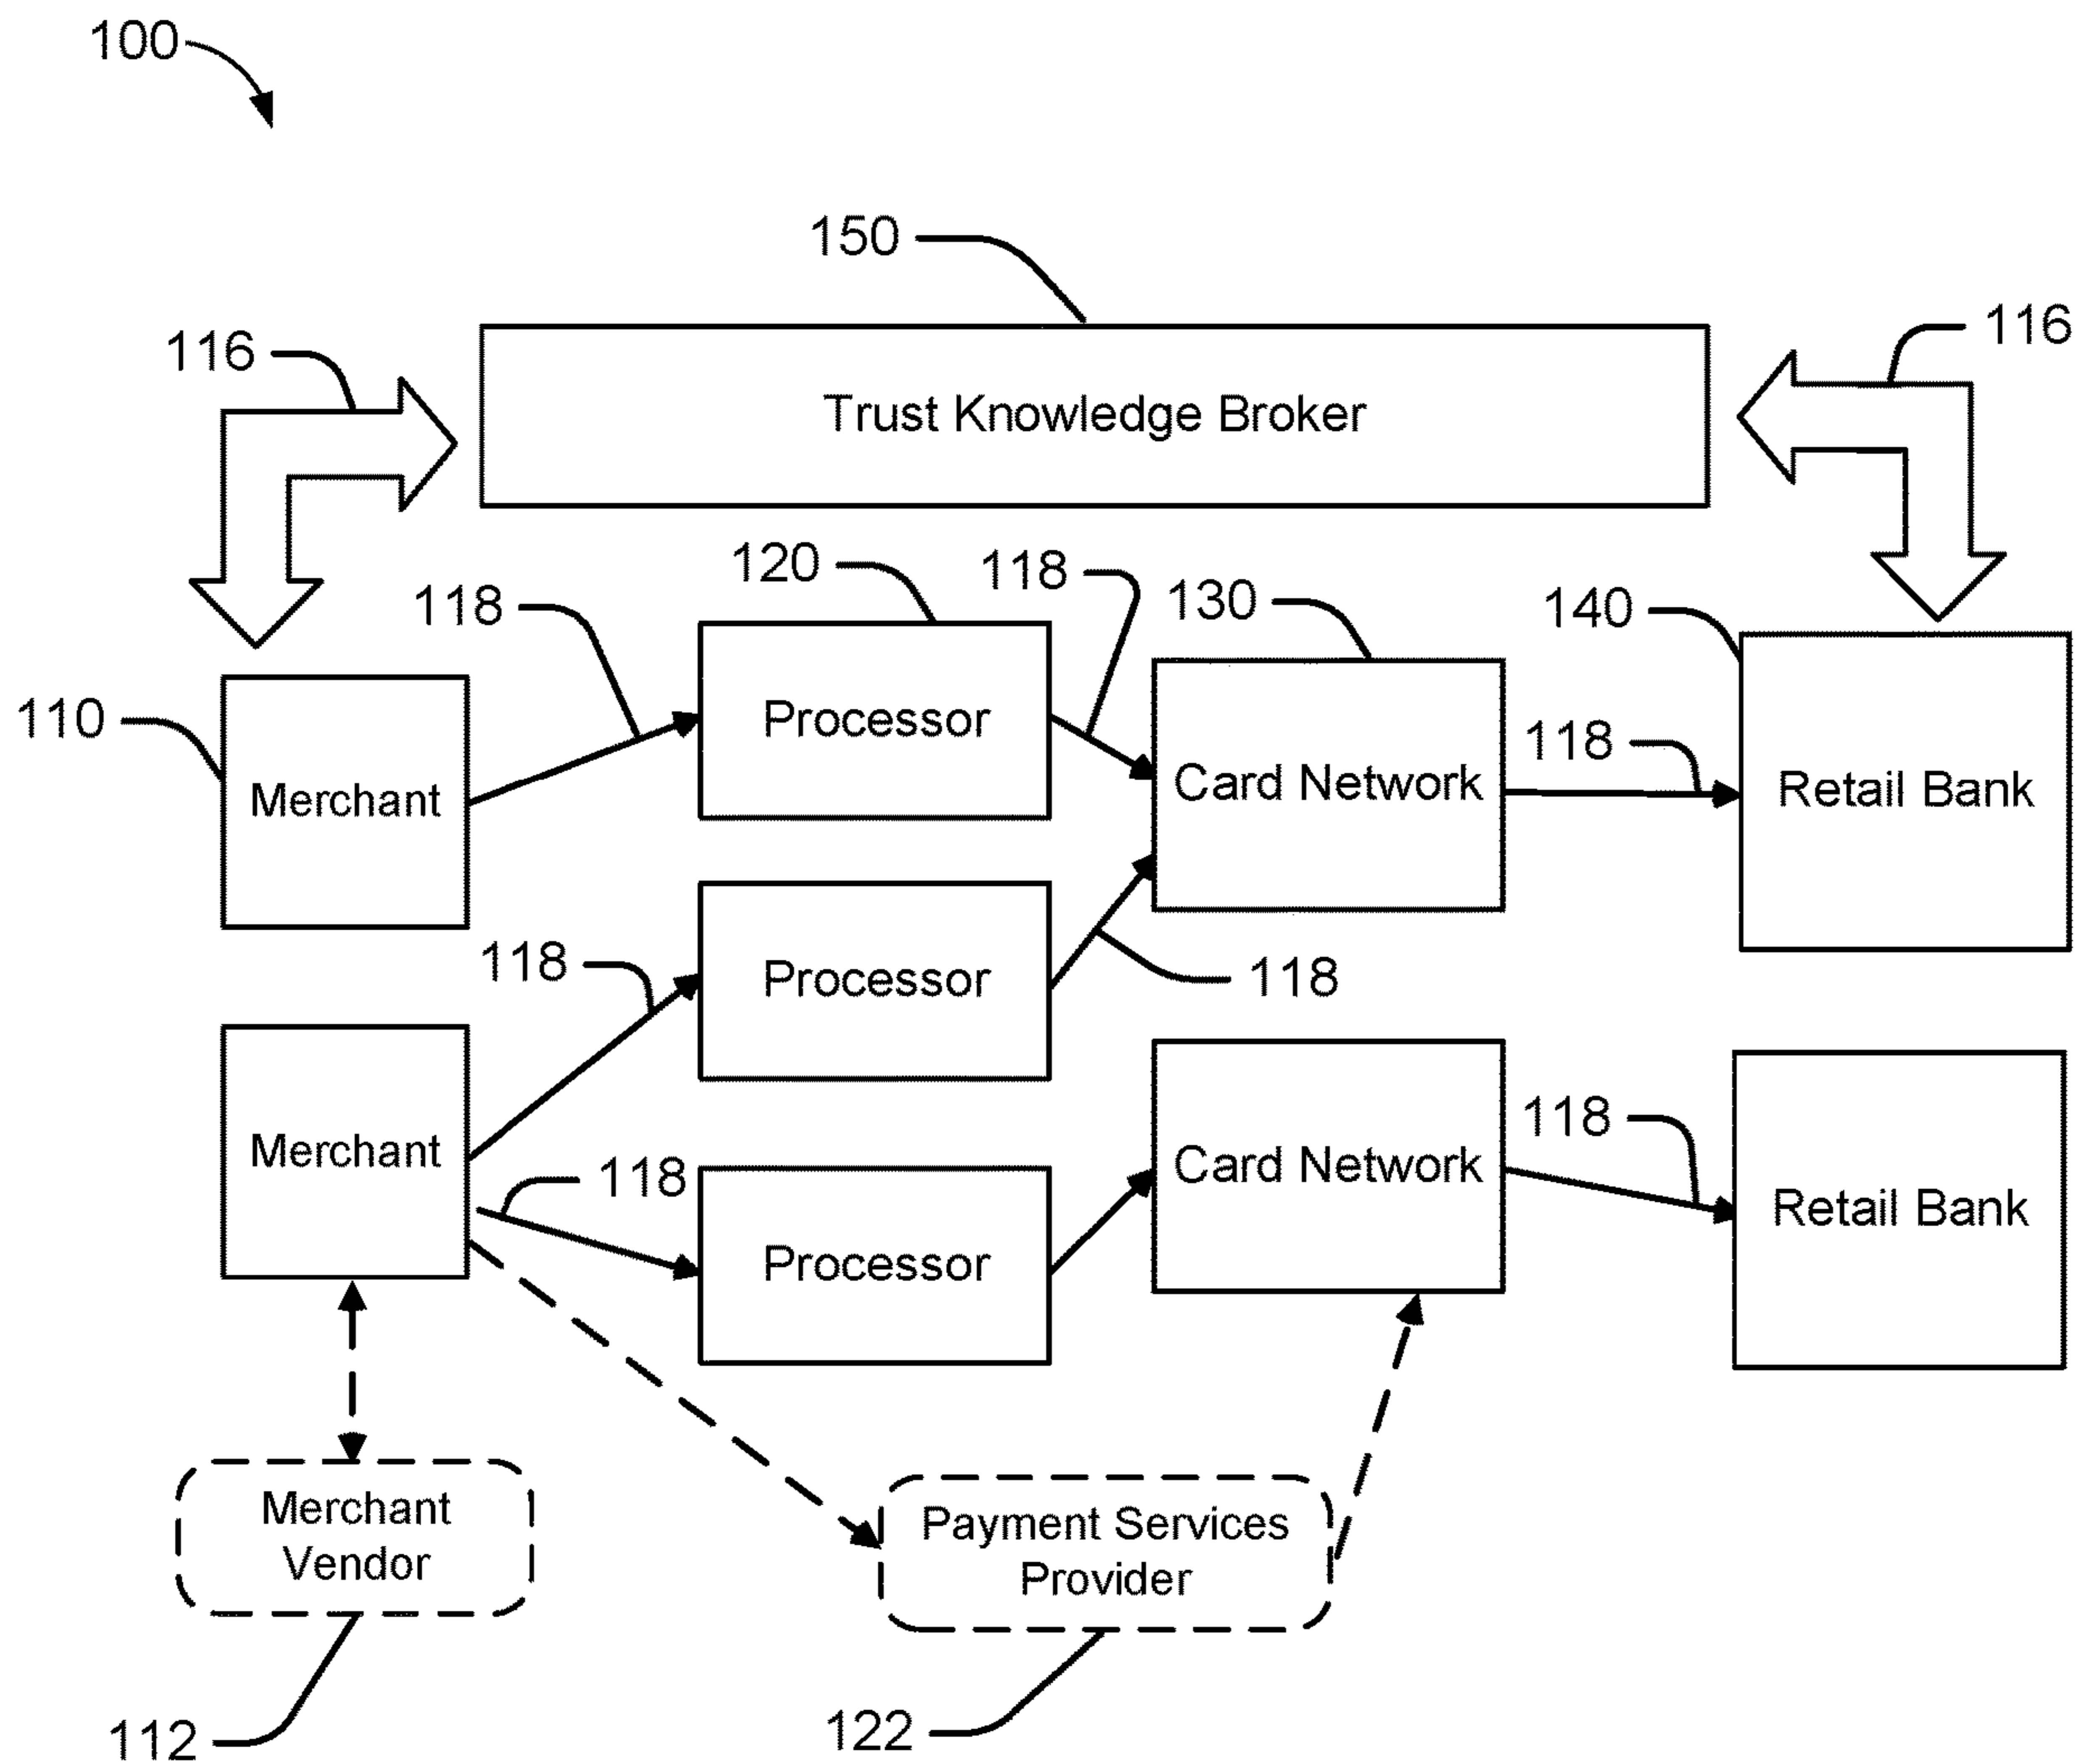 100
150
116
116
Trust Knowledge Broker
120
118
118
130
140
110
Processor
118
Merchant
Card Network
Retail Bank
118
Processor
118
Merchant
118
Card Network
118
Retail Bank
Processor
Merchant
Vendor
Payment Services
Provider
112
122